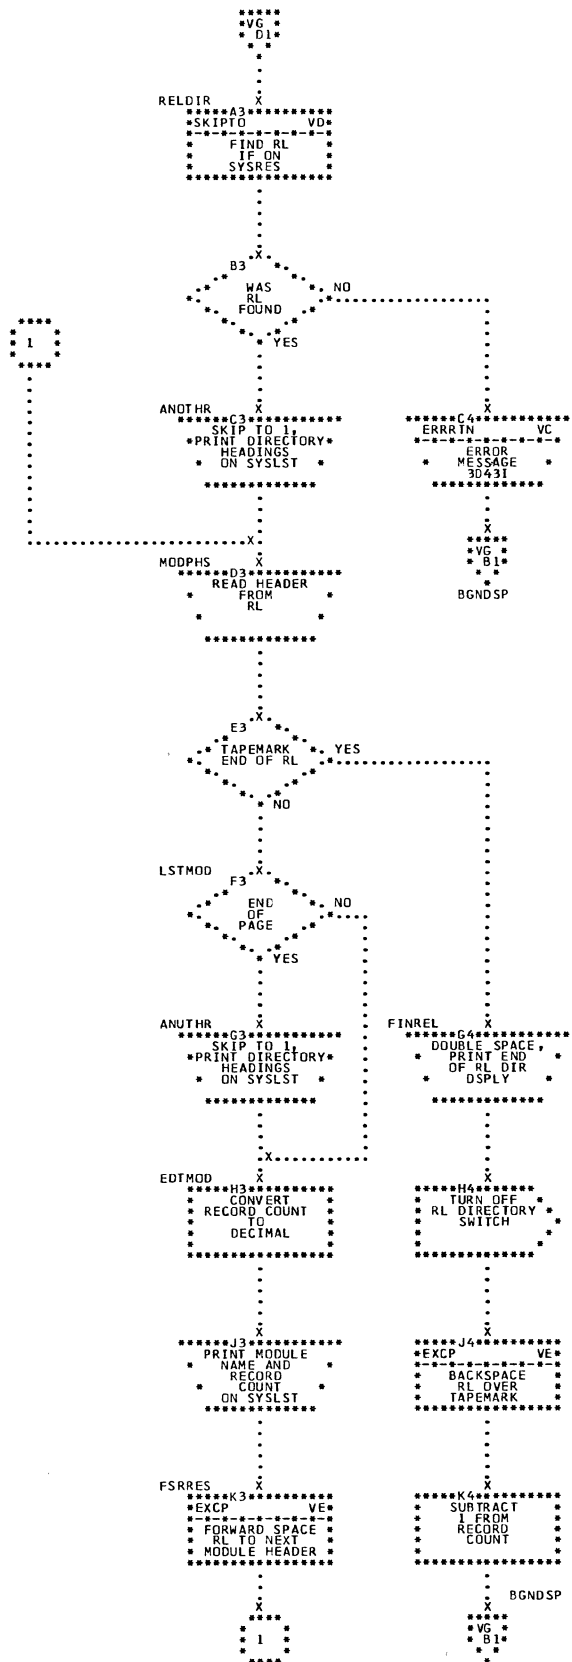 VG
D1
RELDIR
A3
SKIPTO VD
FIND RL
IF ON
SYSRES
B3
WAS
RL
FOUND
NO
YES
1
ANOTHR
C3
SKIP TO 1,
PRINT DIRECTORY
HEADINGS
ON SYSLST
C4
ERRRTN VC
ERROR
MESSAGE
3D43I
VG
B1
BGNDSP
MODPHS
D3
READ HEADER
FROM
RL
E3
TAPEMARK
END OF RL
YES
NO
LSTMOD
F3
END
OF
PAGE
NO
YES
ANUTHR
G3
SKIP TO 1,
PRINT DIRECTORY
HEADINGS
ON SYSLST
FINREL
G4
DOUBLE SPACE,
PRINT END
OF RL DIR
DSPLY
EDTMOD
H3
CONVERT
RECORD COUNT
TO
DECIMAL
H4
TURN OFF
RL DIRECTORY
SWITCH
J3
PRINT MODULE
NAME AND
RECORD
COUNT
ON SYSLST
J4
EXCP VE
BACKSPACE
RL OVER
TAPEMARK
FSRRES
K3
EXCP VE
FORWARD SPACE
RL TO NEXT
MODULE HEADER
K4
SUBTRACT
1 FROM
RECORD
COUNT
1
BGNDSP
VG
B1